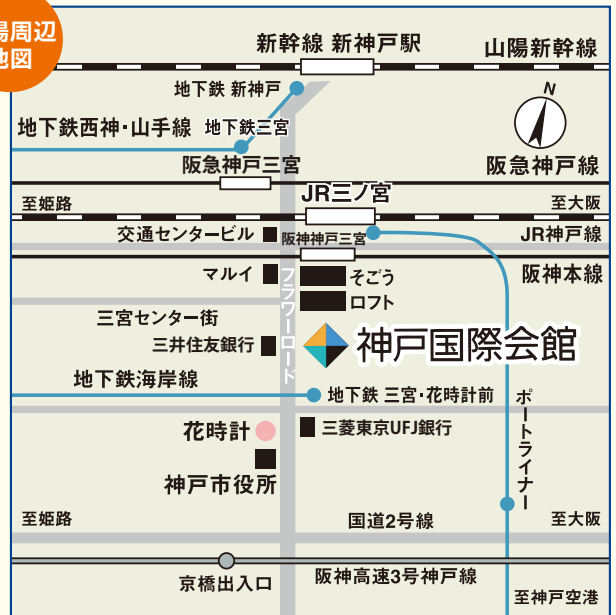 場周辺
地図
新幹線 新神戸駅
山陽新幹線
地下鉄 新神戸
N
地下鉄西神・山手線
地下鉄三宮
阪急神戸三宮
阪急神戸線
至姫路
JR三ノ宮
至大阪
交通センタービル
阪神神戸三宮
JR神戸線
マルイ
フラワーロード
そごう
阪神本線
ロフト
三宮センター街
三井住友銀行
神戸国際会館
地下鉄海岸線
地下鉄 三宮・花時計前
ポートライナー
花時計
三菱東京UFJ銀行
神戸市役所
至姫路
国道2号線
至大阪
京橋出入口
阪神高速3号神戸線
至神戸空港